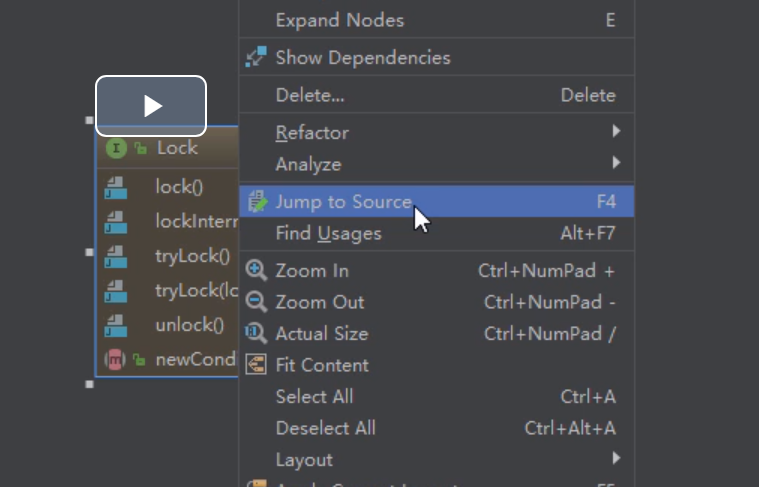 Expand Nodes E
Show Dependencies
Delete... Delete
Refactor
Analyze
Jump to Source F4
Find Usages Alt+F7
Zoom In Ctrl+NumPad +
Zoom Out Ctrl+NumPad -
Actual Size Ctrl+NumPad /
Fit Content
Select All Ctrl+A
Deselect All Ctrl+Alt+A
Layout
I Lock
lock()
lockInterr
tryLock()
tryLock(lo
unlock()
m newCond